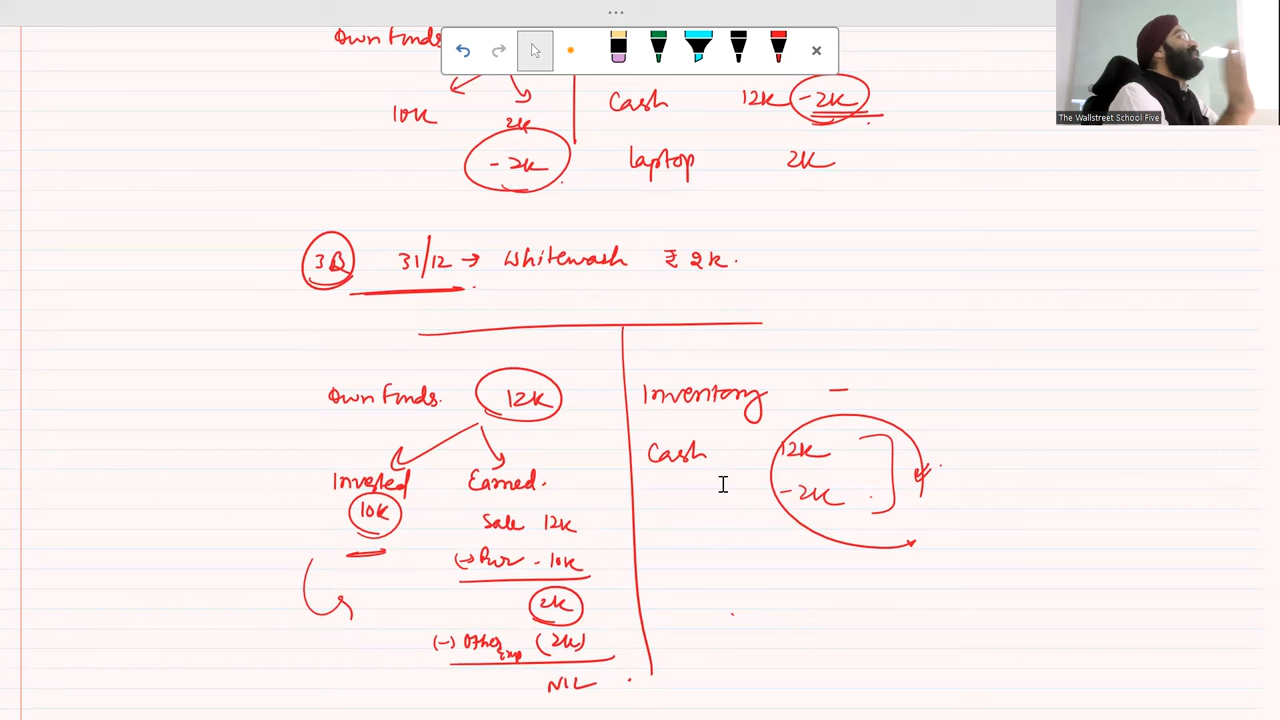 Own Funds
Cash 12K -2K
10K 2K
-2K laptop 2K
3B 31/12 → Whitewash ₹ 2K.
Own Funds. 12K Inventory –
Cash 12K
-2K
Invested Earned.
10K Sale 12K
(-) Pur - 10K
2K
(-) Other exp (2K)
NIL
The Wallstreet School Five